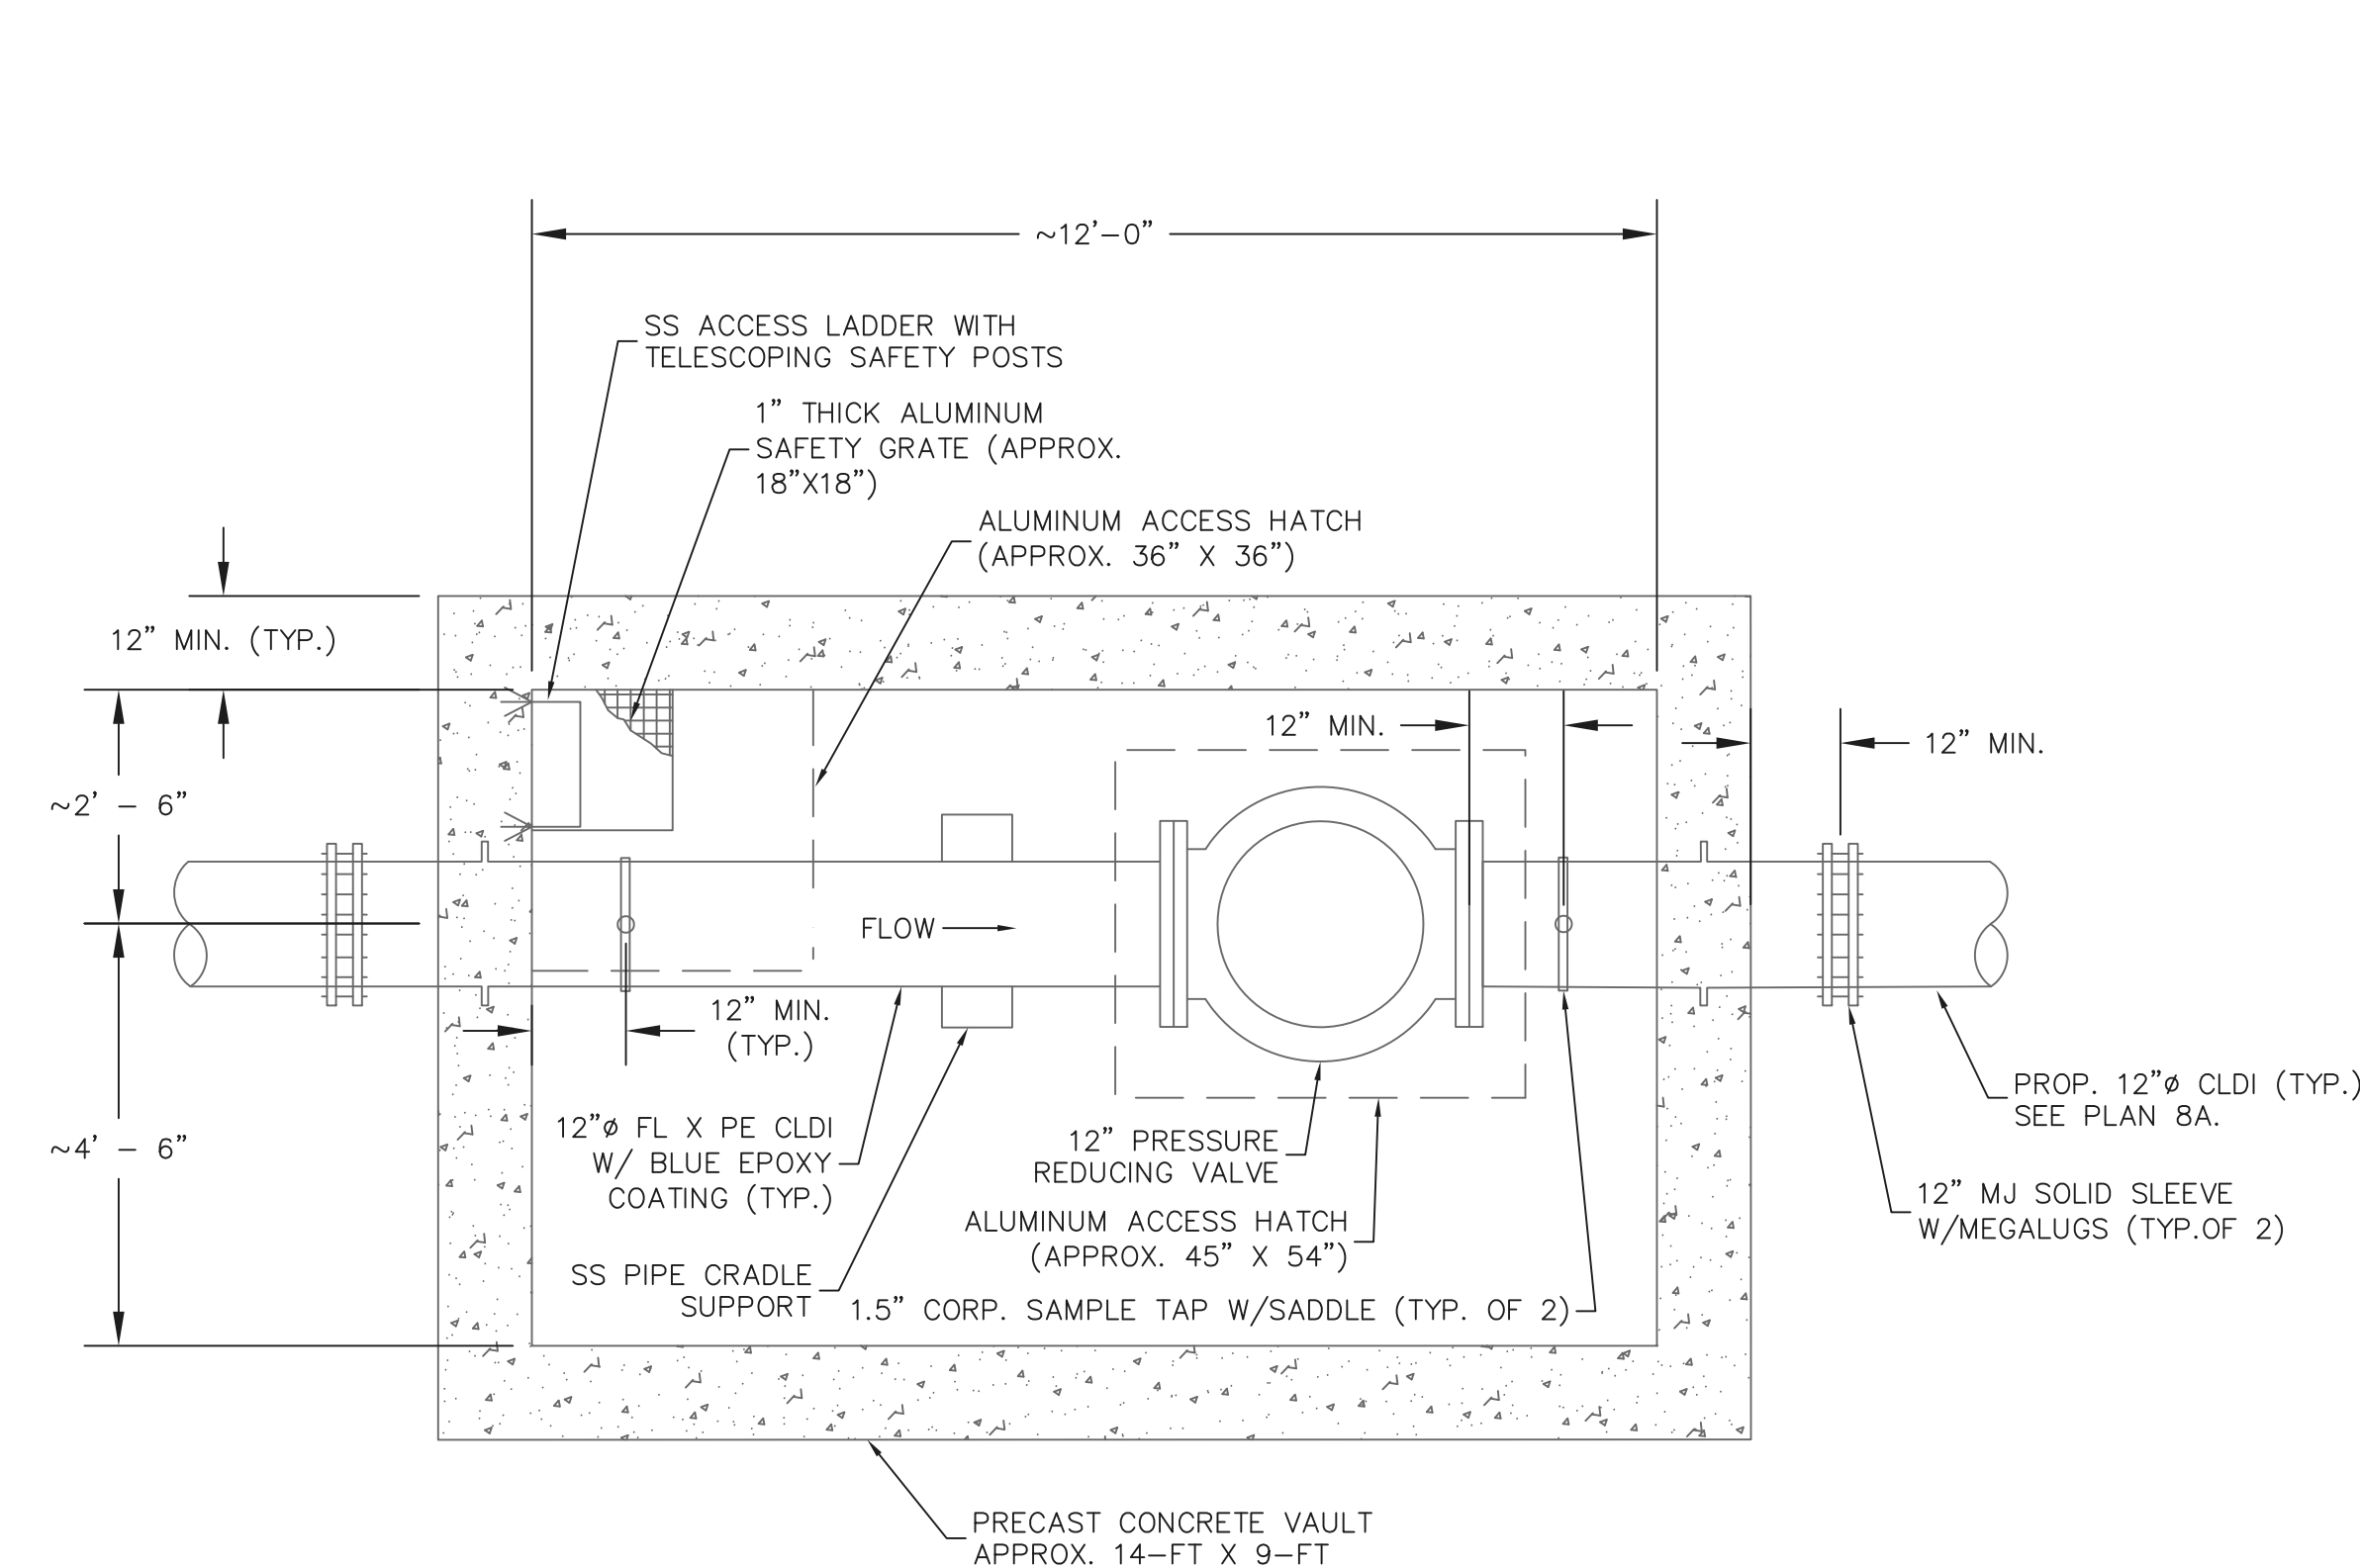 ~12'-0"
SS ACCESS LADDER WITH
TELESCOPING SAFETY POSTS
1" THICK ALUMINUM
SAFETY GRATE (APPROX.
18"X18")
ALUMINUM ACCESS HATCH
(APPROX. 36" X 36")
12" MIN. (TYP.)
12" MIN.
12" MIN.
~2' - 6"
FLOW
12" MIN.
(TYP.)
~4' - 6"
12"ø FL X PE CLDI
W/ BLUE EPOXY
COATING (TYP.)
12" PRESSURE
REDUCING VALVE
PROP. 12"ø CLDI (TYP.)
SEE PLAN 8A.
ALUMINUM ACCESS HATCH
(APPROX. 45" X 54")
12" MJ SOLID SLEEVE
W/MEGALUGS (TYP.OF 2)
SS PIPE CRADLE
SUPPORT
1.5" CORP. SAMPLE TAP W/SADDLE (TYP. OF 2)
PRECAST CONCRETE VAULT
APPROX. 14-FT X 9-FT